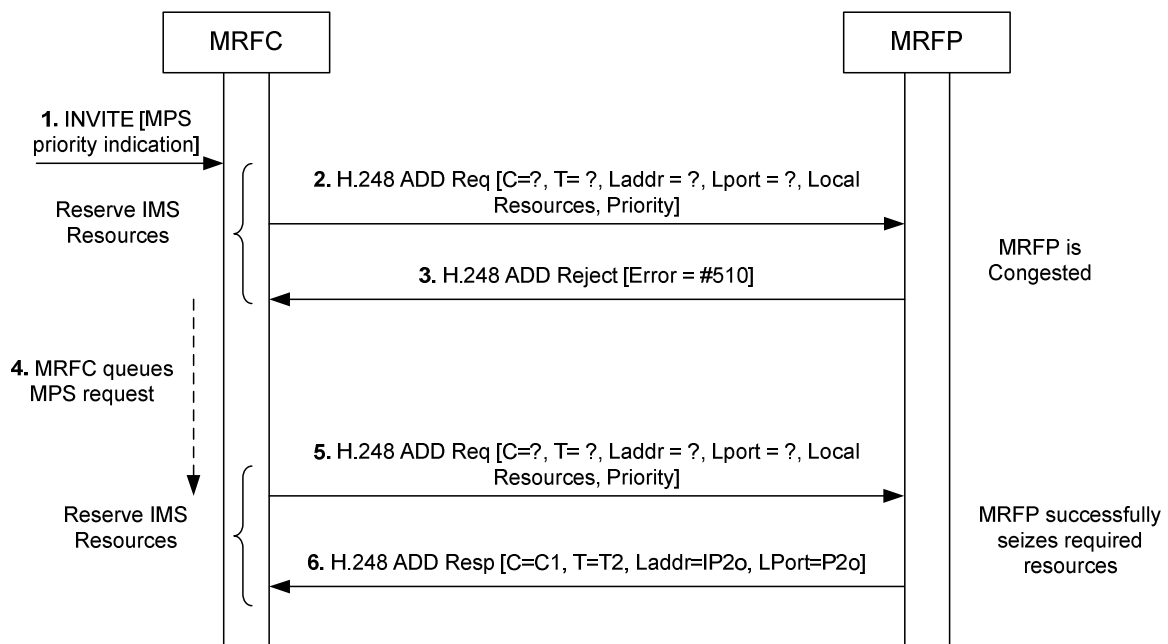 MRFC
MRFP
1. INVITE [MPS
priority indication]
2. H.248 ADD Req [C=?, T= ?, Laddr = ?, Lport = ?, Local
Resources, Priority]
Reserve IMS
Resources
MRFP is
Congested
3. H.248 ADD Reject [Error = #510]
4. MRFC queues
MPS request
5. H.248 ADD Req [C=?, T= ?, Laddr = ?, Lport = ?, Local
Resources, Priority]
Reserve IMS
Resources
MRFP successfully
seizes required
resources
6. H.248 ADD Resp [C=C1, T=T2, Laddr=IP2o, LPort=P2o]